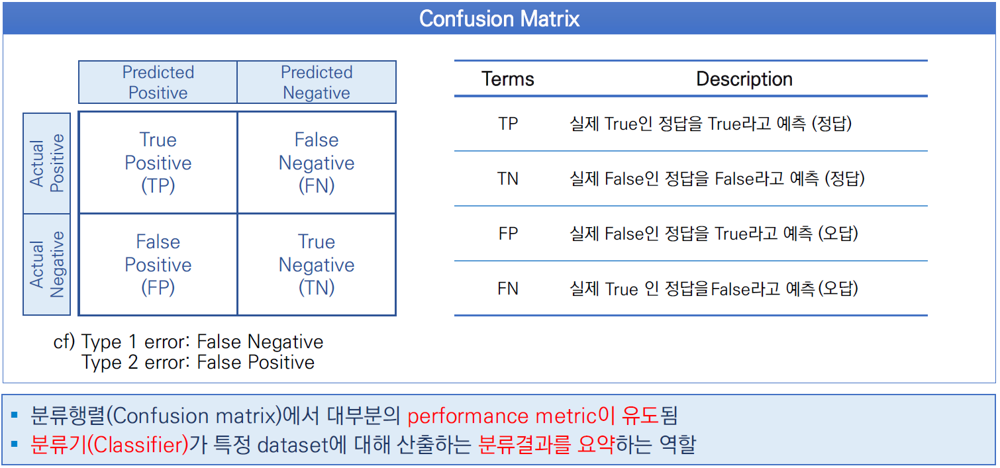 Confusion Matrix
Predicted
Positive
Predicted
Negative
Actual
Positive
True
Positive
(TP)
False
Negative
(FN)
Actual
Negative
False
Positive
(FP)
True
Negative
(TN)
cf) Type 1 error: False Negative
Type 2 error: False Positive
Terms Description
TP 실제 True인 정답을 True라고 예측 (정답)
TN 실제 False인 정답을 False라고 예측 (정답)
FP 실제 False인 정답을 True라고 예측 (오답)
FN 실제 True 인 정답을False라고 예측(오답)
▪ 분류행렬(Confusion matrix)에서 대부분의 performance metric이 유도됨
▪ 분류기(Classifier)가 특정 dataset에 대해 산출하는 분류결과를 요약하는 역할